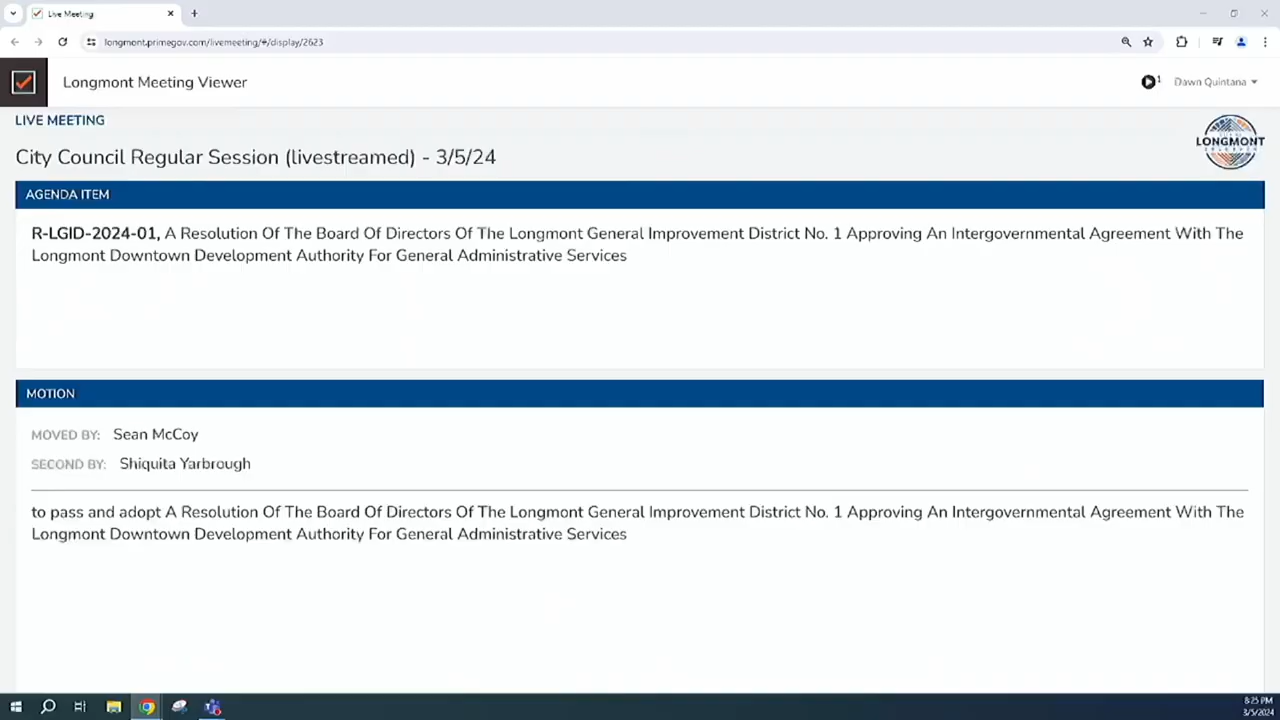 Live Meeting
longmont.primegov.com/livemeeting/#/display/2623
Longmont Meeting Viewer
1
Dawn Quintana
LIVE MEETING
LONGMONT
City Council Regular Session (livestreamed) - 3/5/24
AGENDA ITEM
R-LGID-2024-01, A Resolution Of The Board Of Directors Of The Longmont General Improvement District No. 1 Approving An Intergovernmental Agreement With The
Longmont Downtown Development Authority For General Administrative Services
MOTION
MOVED BY: Sean McCoy
SECOND BY: Shiquita Yarbrough
to pass and adopt A Resolution Of The Board Of Directors Of The Longmont General Improvement District No. 1 Approving An Intergovernmental Agreement With The
Longmont Downtown Development Authority For General Administrative Services
8:25 PM
3/5/2024